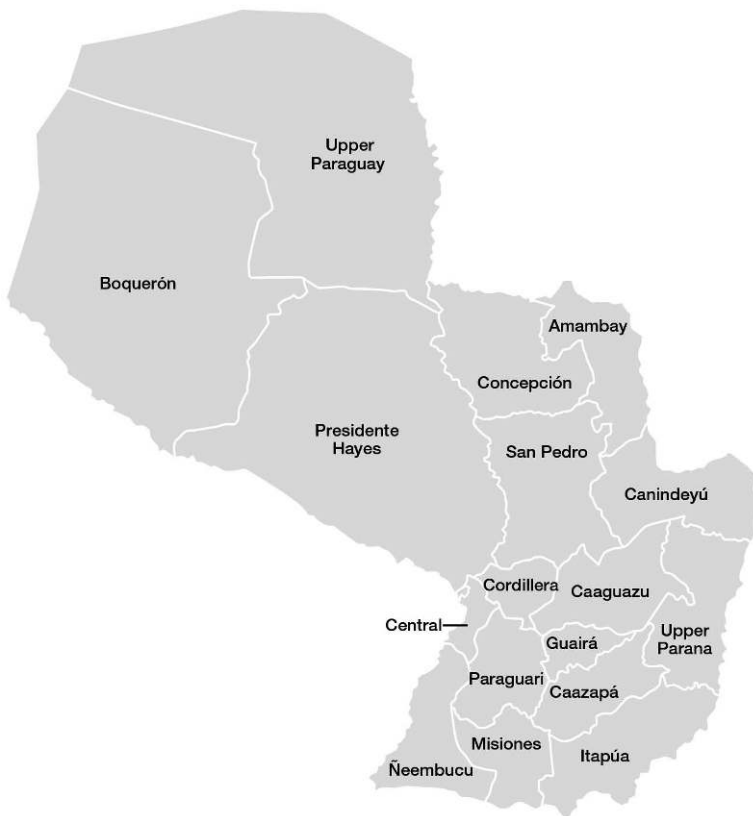 Upper
Paraguay
Boquerón
Amambay
Concepción
Presidente
Hayes
San Pedro
Canindeyú
Cordillera
Caaguazu
Central
Guairá
Upper
Parana
Paraguari
Caazapá
Misiones
Itapúa
Ñeembucu